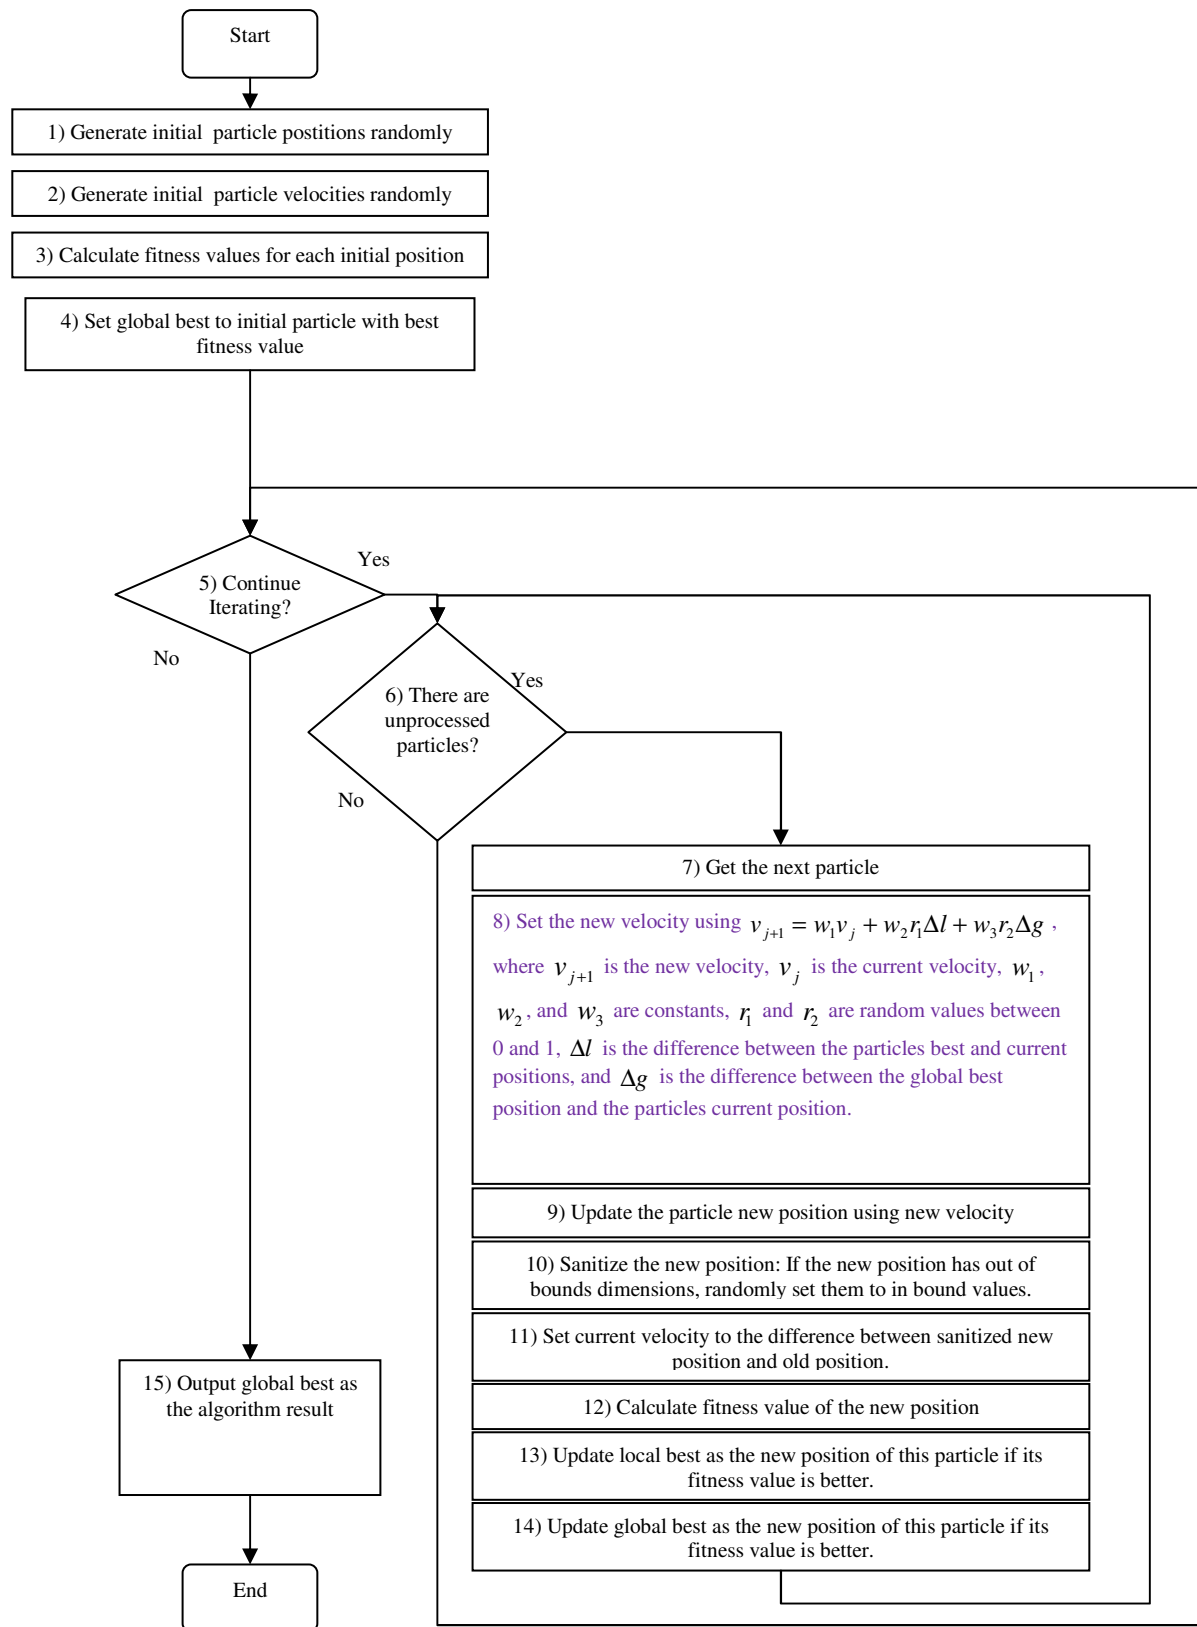 Start
1) Generate initial particle postitions randomly
2) Generate initial particle velocities randomly
3) Calculate fitness values for each initial position
4) Set global best to initial particle with best
fitness value
Yes
5) Continue
Iterating?
No
Yes
6) There are
unprocessed
particles?
No
7) Get the next particle
8) Set the new velocity using $v_{j+1} = w_1 v_j + w_2 r_1 \Delta l + w_3 r_2 \Delta g$ ,
where $v_{j+1}$ is the new velocity, $v_j$ is the current velocity, $w_1$ ,
$w_2$ , and $w_3$ are constants, $r_1$ and $r_2$ are random values between
0 and 1, $\Delta l$ is the difference between the particles best and current
positions, and $\Delta g$ is the difference between the global best
position and the particles current position.
9) Update the particle new position using new velocity
10) Sanitize the new position: If the new position has out of
bounds dimensions, randomly set them to in bound values.
11) Set current velocity to the difference between sanitized new
position and old position.
12) Calculate fitness value of the new position
13) Update local best as the new position of this particle if its
fitness value is better.
14) Update global best as the new position of this particle if its
fitness value is better.
15) Output global best as
the algorithm result
End